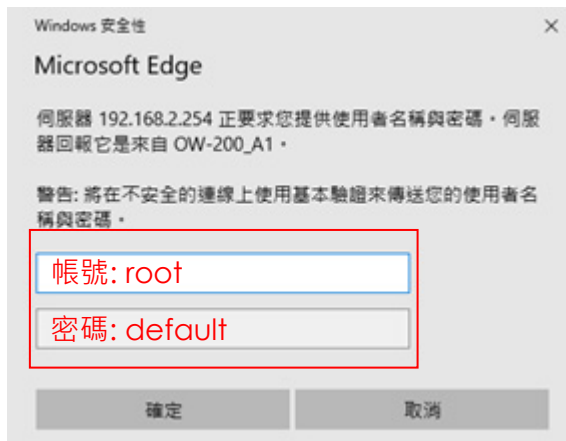 Windows 安全性
Microsoft Edge
伺服器 192.168.2.254 正要求您提供使用者名稱與密碼。伺服
器回報它是來自 OW-200_A1。
警告: 將在不安全的連線上使用基本驗證來傳送您的使用者名
稱與密碼。
帳號: root
密碼: default
確定 取消